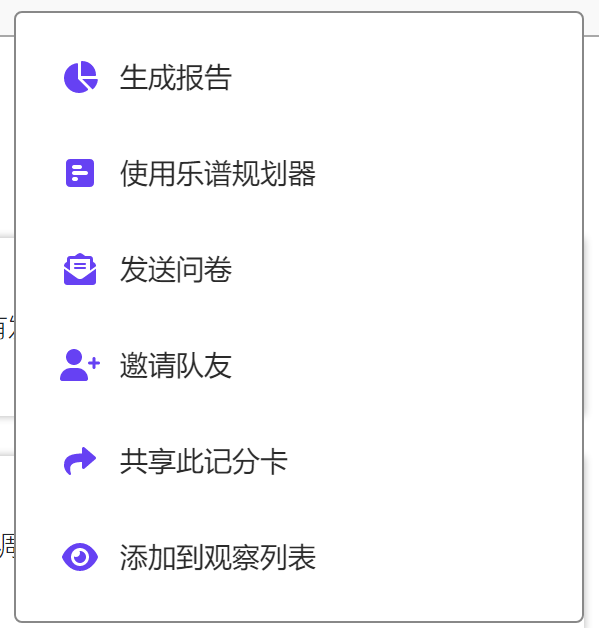 生成报告
使用乐谱规划器
发送问卷
邀请队友
共享此记分卡
添加到观察列表